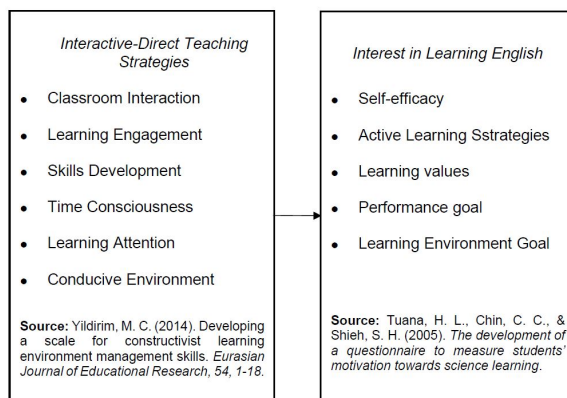 Interactive-Direct Teaching
Strategies
● Classroom Interaction
● Learning Engagement
● Skills Development
● Time Consciousness
● Learning Attention
● Conducive Environment
Source: Yildirim, M. C. (2014). Developing
a scale for constructivist learning
environment management skills. Eurasian
Journal of Educational Research, 54, 1-18.
Interest in Learning English
● Self-efficacy
● Active Learning Sstrategies
● Learning values
● Performance goal
● Learning Environment Goal
Source: Tuana, H. L., Chin, C. C., &
Shieh, S. H. (2005). The development of
a questionnaire to measure students'
motivation towards science learning.